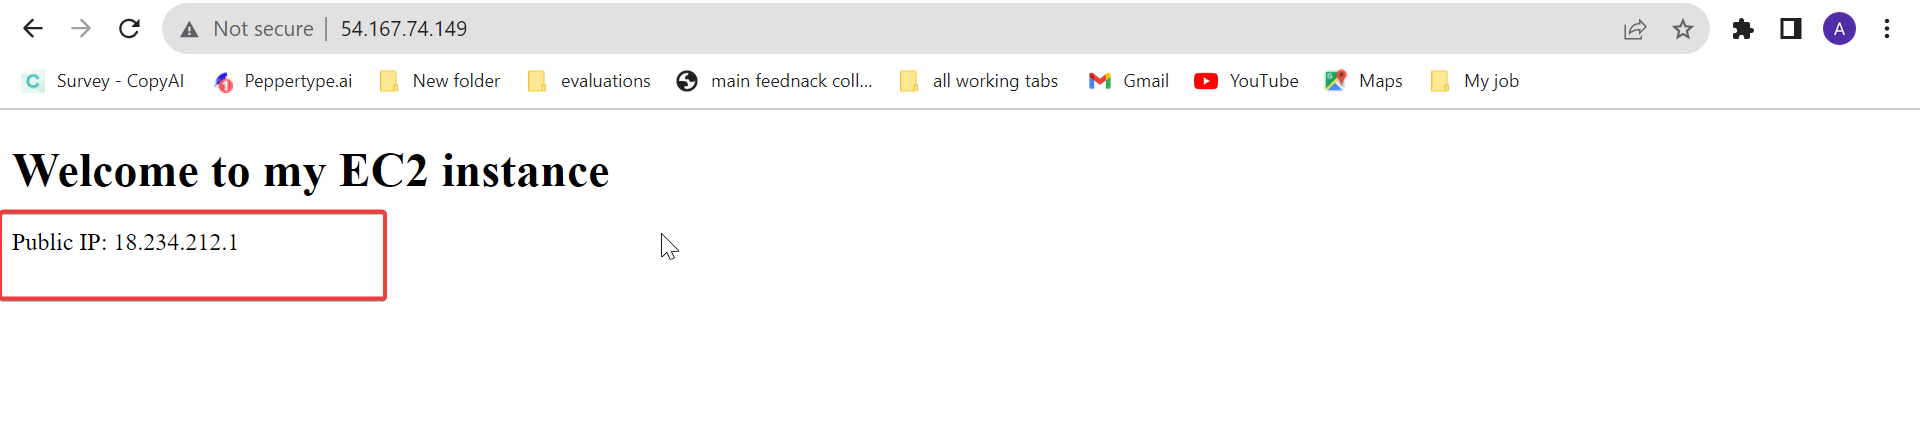 Not secure | 54.167.74.149 A
C Survey - CopyAI 1 Peppertype.ai New folder evaluations main feednack coll... all working tabs Gmail YouTube Maps My job
Welcome to my EC2 instance
Public IP: 18.234.212.1